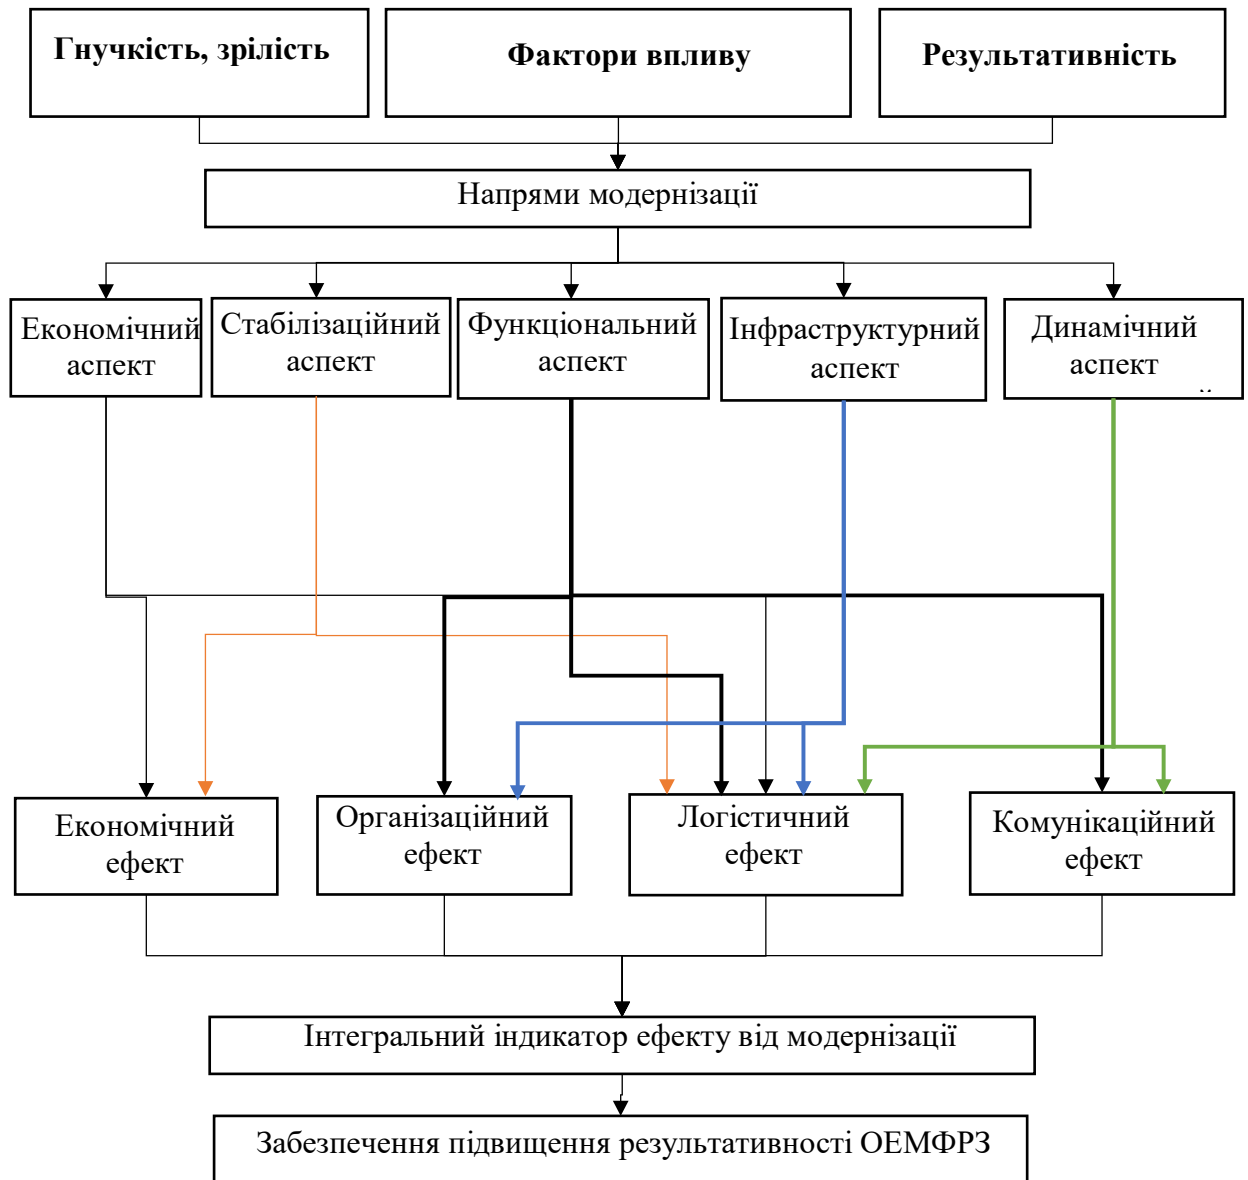 Гнучкість, зрілість
Фактори впливу
Результативність
Напрями модернізації
Економічний
аспект
Стабілізаційний
аспект
Функціональний
аспект
Інфраструктурний
аспект
Динамічний
аспект
Економічний
ефект
Організаційний
ефект
Логістичний
ефект
Комунікаційний
ефект
Інтегральний індикатор ефекту від модернізації
Забезпечення підвищення результативності ОЕМФРЗ